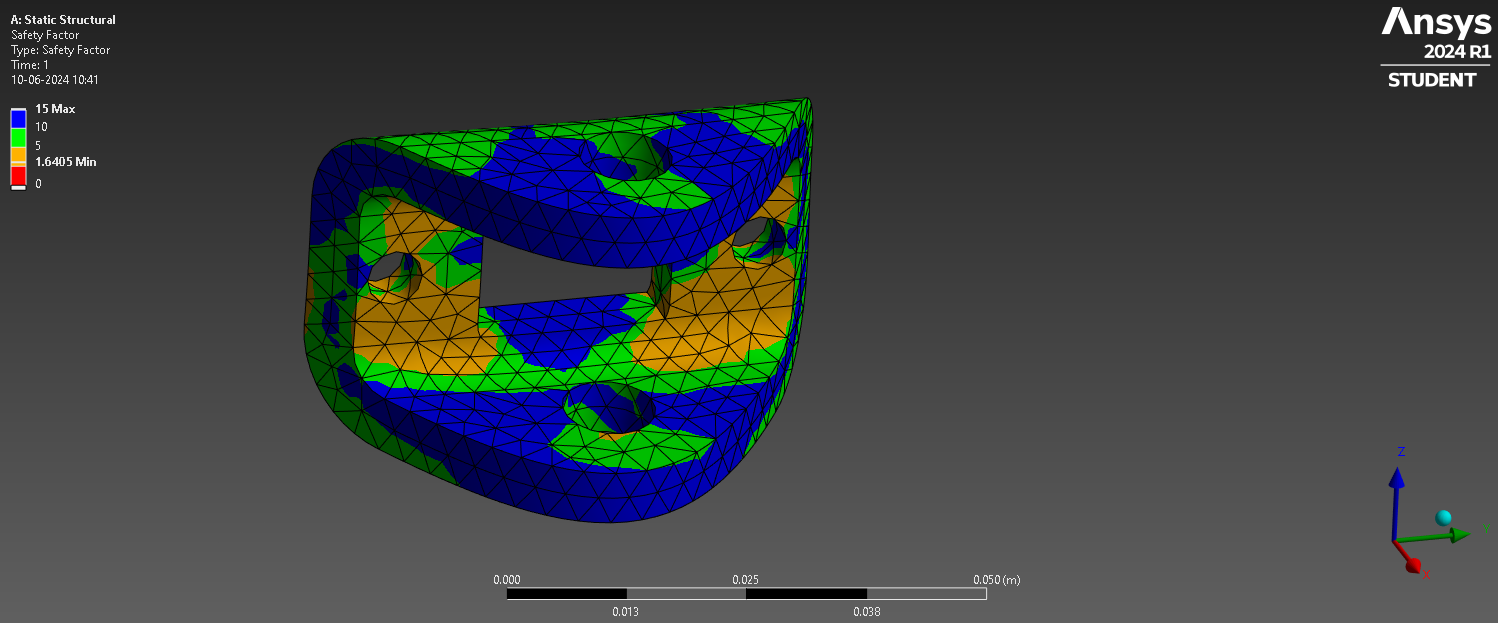 A: Static Structural
Safety Factor
Type: Safety Factor
Time: 1
10-06-2024 10:41
15 Max
10
5
1.6405 Min
0
Ansys
2024 R1
STUDENT
Z
Y
X
0.000
0.025
0.050 (m)
0.013
0.038